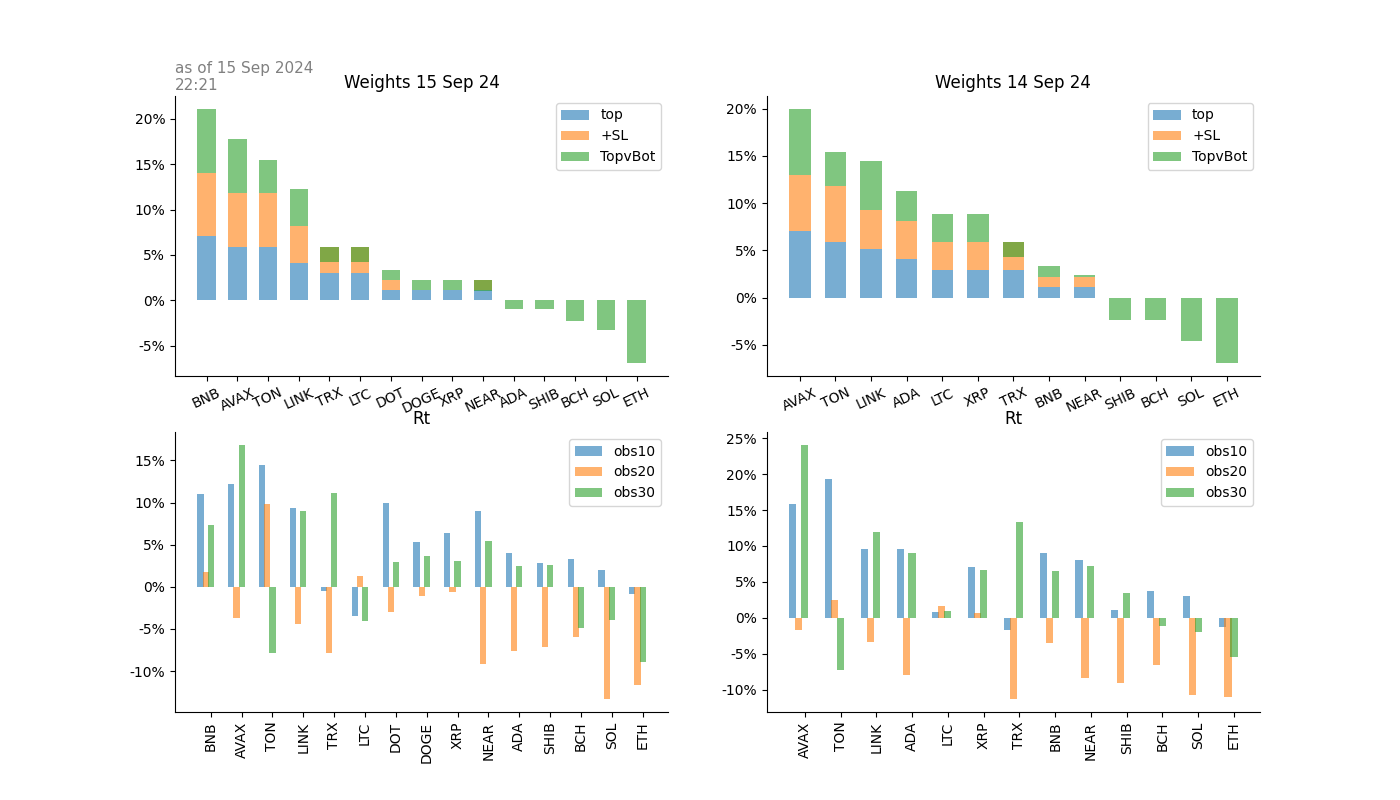 as of 15 Sep 2024
22:21
Weights 15 Sep 24
20%
15%
10%
5%
0%
-5%
top
+SL
TopvBot
BNB AVAX TON LINK TRX LTC DOT DOGE XRP NEAR ADA SHIB BCH SOL ETH
Weights 14 Sep 24
20%
15%
10%
5%
0%
-5%
top
+SL
TopvBot
AVAX TON LINK ADA LTC XRP TRX BNB NEAR SHIB BCH SOL ETH
Rt
15%
10%
5%
0%
-5%
-10%
obs10
obs20
obs30
BNB AVAX TON LINK TRX LTC DOT DOGE XRP NEAR ADA SHIB BCH SOL ETH
Rt
25%
20%
15%
10%
5%
0%
-5%
-10%
obs10
obs20
obs30
AVAX TON LINK ADA LTC XRP TRX BNB NEAR SHIB BCH SOL ETH